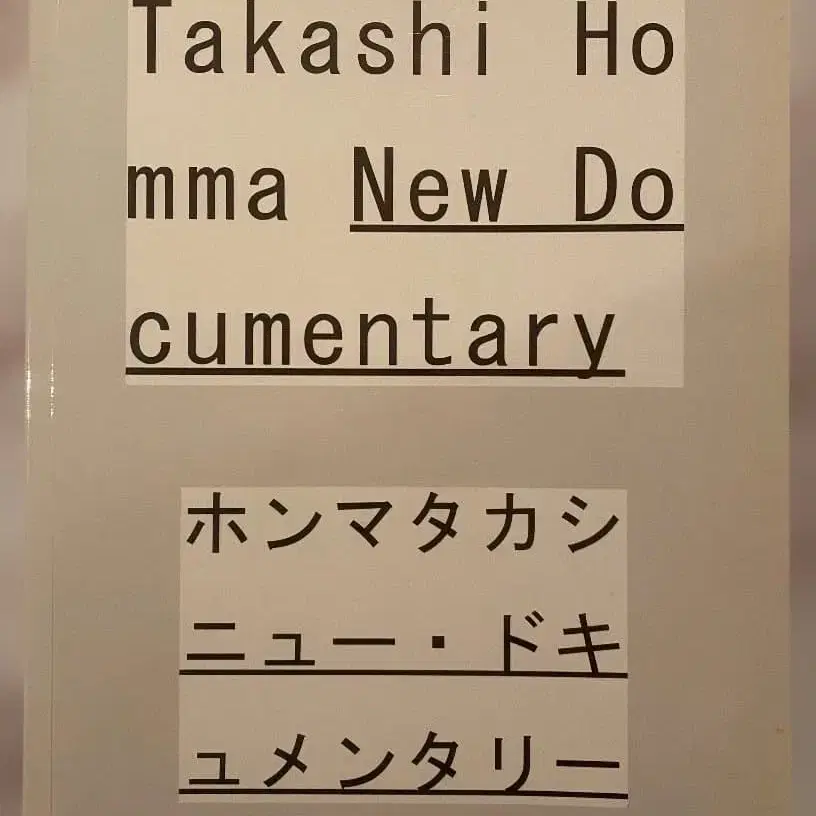 Takashi Ho
mma New Do
cumentary
ホンマタカシ
ニュー・ドキ
ュメンタリー